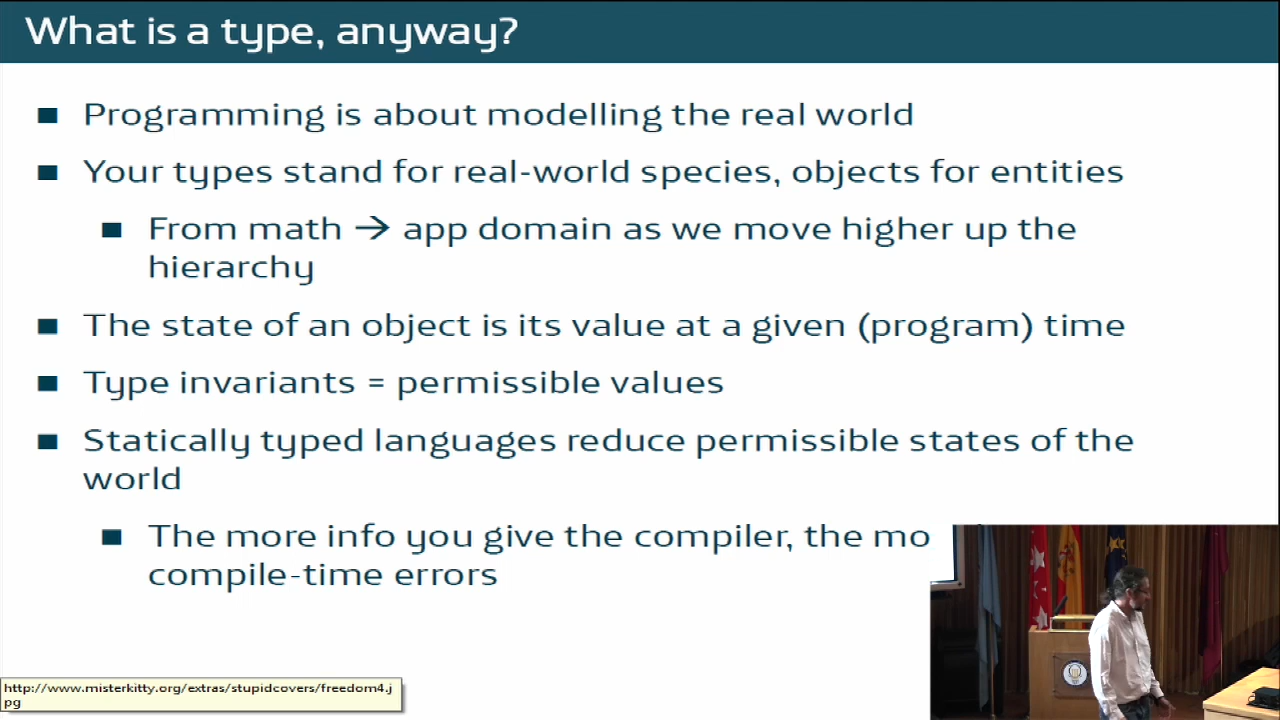 What is a type, anyway?
Programming is about modelling the real world
Your types stand for real-world species, objects for entities
From math → app domain as we move higher up the
hierarchy
The state of an object is its value at a given (program) time
Type invariants = permissible values
Statically typed languages reduce permissible states of the
world
The more info you give the compiler, the mo
compile-time errors
http://www.misterkitty.org/extras/stupidcovers/freedom4.j
pg